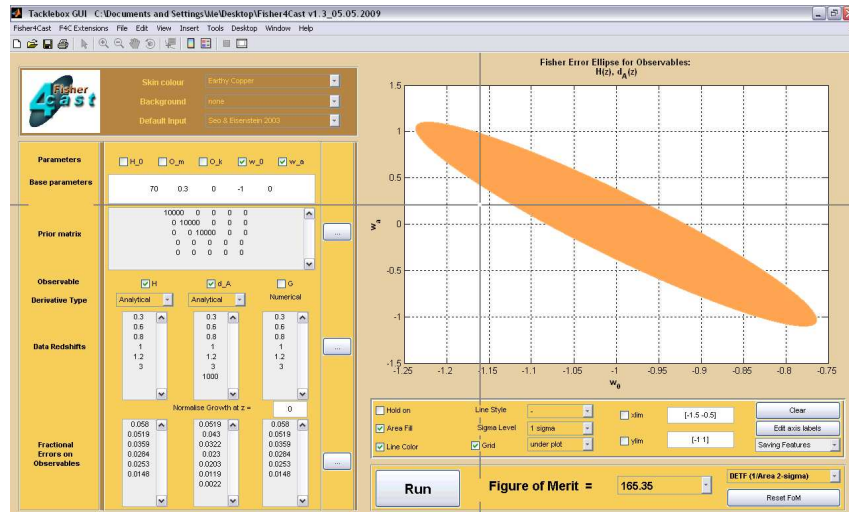 Tacklebox GUI C:\Documents and Settings\Me\Desktop\Fisher4Cast v1.3_05.05.2009
Fisher4Cast F4C Extensions File Edit View Insert Tools Desktop Window Help
Fisher
4cast
Skin colour Earthy Copper
Background none
Default Input Seo & Eisenstein 2003
Parameters H_0 O_m O_k w_0 w_a
Base parameters 70 0.3 0 -1 0
Prior matrix
10000 0 0 0 0
0 10000 0 0 0
0 0 10000 0 0
0 0 0 0 0
0 0 0 0 0
...
Observable H d_A G
Derivative Type Analytical Analytical Numerical
Data Redshifts
0.3 0.3 0.3
0.6 0.6 0.6
0.8 0.8 0.8
1 1 1
1.2 1.2 1.2
3 3 3
1000
...
Normalise Growth at z = 0
Fractional
Errors on
Observables
0.058 0.0519 0.058
0.0519 0.043 0.0519
0.0359 0.0322 0.0359
0.0284 0.023 0.0284
0.0253 0.0203 0.0253
0.0148 0.0119 0.0148
0.0022
...
Fisher Error Ellipse for Observables:
H(z), d_A(z)
1.5
1
0.5
0
-0.5
-1
-1.5
w_a
-1.25 -1.2 -1.15 -1.1 -1.05 -1 -0.95 -0.9 -0.85 -0.8 -0.75
w_0
Hold on Line Style - xlim [-1.5 -0.5] Clear
Area Fill Sigma Level 1 sigma Edit axis labels
Line Color Grid under plot ylim [-1 1] Saving Features
Run Figure of Merit = 165.35 DETF (1/Area 2-sigma)
Reset FoM